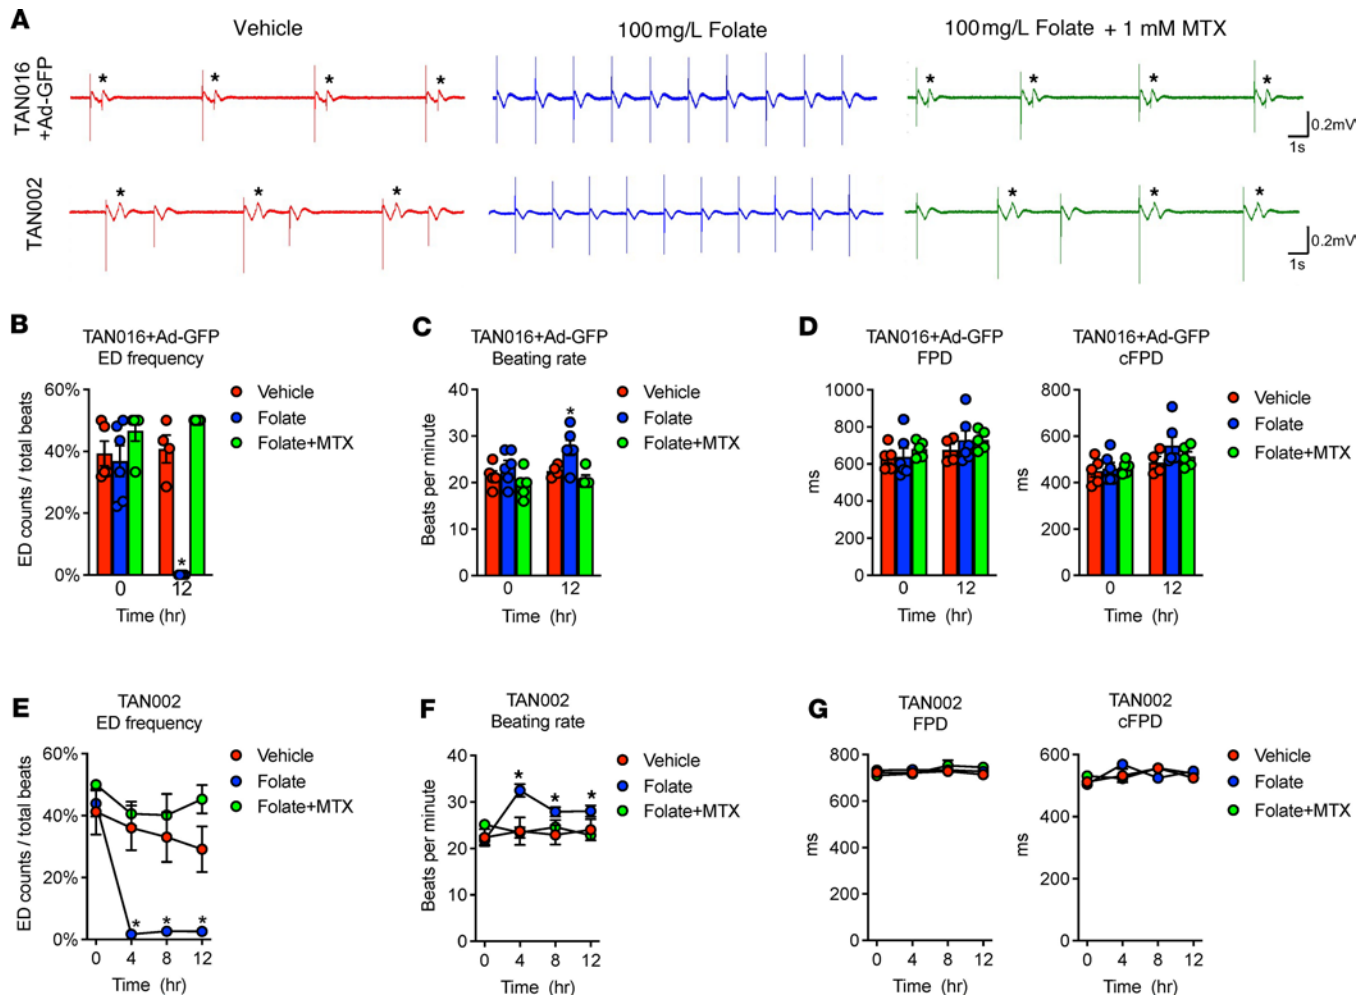 A
Vehicle
100mg/L Folate
100mg/L Folate + 1 mM MTX
TAN016
+Ad-GFP
* * * *
* * * *
0.2mV
1s
TAN002
* * *
* * *
0.2mV
1s
B
TAN016+Ad-GFP
ED frequency
ED counts / total beats
60%
40%
20%
0%
*
0 12
Time (hr)
Vehicle
Folate
Folate+MTX
C
TAN016+Ad-GFP
Beating rate
Beats per minute
40
30
20
10
0
*
0 12
Time (hr)
D
TAN016+Ad-GFP
FPD
ms
1000
800
600
400
200
0
0 12
Time (hr)
TAN016+Ad-GFP
cFPD
ms
800
600
400
200
0
0 12
Time (hr)
Vehicle
Folate
Folate+MTX
E
TAN002
ED frequency
ED counts / total beats
60%
40%
20%
0%
* * *
0 4 8 12
Time (hr)
Vehicle
Folate
Folate+MTX
F
TAN002
Beating rate
Beats per minute
40
30
20
10
0
* * *
0 4 8 12
Time (hr)
Vehicle
Folate
Folate+MTX
G
TAN002
FPD
ms
800
600
400
200
0
0 4 8 12
Time (hr)
TAN002
cFPD
ms
600
400
200
0
0 4 8 12
Time (hr)
Vehicle
Folate
Folate+MTX